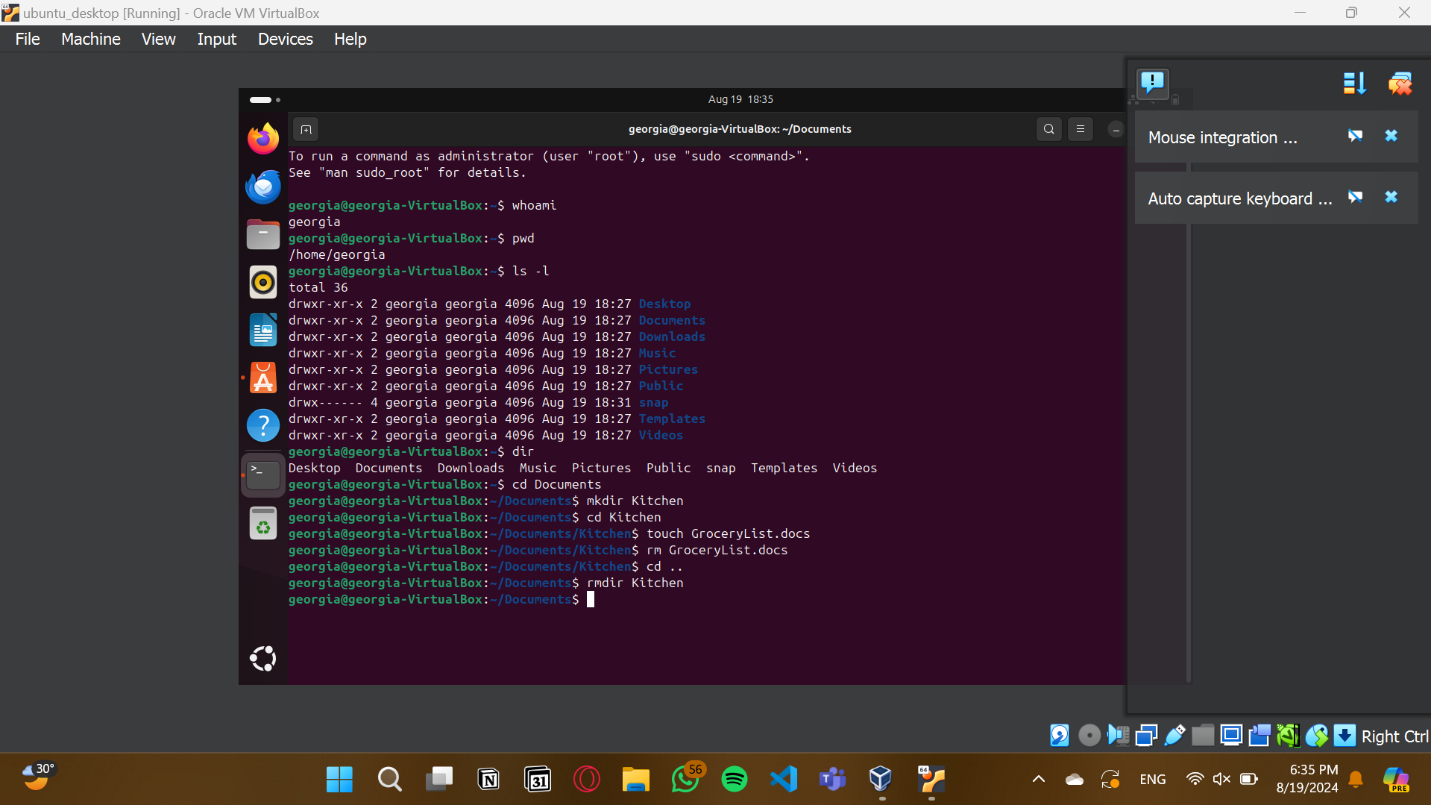 ubuntu_desktop [Running] - Oracle VM VirtualBox
File Machine View Input Devices Help
Aug 19 18:35
georgia@georgia-VirtualBox: ~/Documents
Mouse integration ...
Auto capture keyboard ...
To run a command as administrator (user "root"), use "sudo <command>".
See "man sudo_root" for details.
georgia@georgia-VirtualBox:~$ whoami
georgia
georgia@georgia-VirtualBox:~$ pwd
/home/georgia
georgia@georgia-VirtualBox:~$ ls -l
total 36
drwxr-xr-x 2 georgia georgia 4096 Aug 19 18:27 Desktop
drwxr-xr-x 2 georgia georgia 4096 Aug 19 18:27 Documents
drwxr-xr-x 2 georgia georgia 4096 Aug 19 18:27 Downloads
drwxr-xr-x 2 georgia georgia 4096 Aug 19 18:27 Music
drwxr-xr-x 2 georgia georgia 4096 Aug 19 18:27 Pictures
drwxr-xr-x 2 georgia georgia 4096 Aug 19 18:27 Public
drwx------ 4 georgia georgia 4096 Aug 19 18:31 snap
drwxr-xr-x 2 georgia georgia 4096 Aug 19 18:27 Templates
drwxr-xr-x 2 georgia georgia 4096 Aug 19 18:27 Videos
georgia@georgia-VirtualBox:~$ dir
Desktop Documents Downloads Music Pictures Public snap Templates Videos
georgia@georgia-VirtualBox:~$ cd Documents
georgia@georgia-VirtualBox:~/Documents$ mkdir Kitchen
georgia@georgia-VirtualBox:~/Documents$ cd Kitchen
georgia@georgia-VirtualBox:~/Documents/Kitchen$ touch GroceryList.docs
georgia@georgia-VirtualBox:~/Documents/Kitchen$ rm GroceryList.docs
georgia@georgia-VirtualBox:~/Documents/Kitchen$ cd ..
georgia@georgia-VirtualBox:~/Documents$ rmdir Kitchen
georgia@georgia-VirtualBox:~/Documents$
Right Ctrl
30°
31
56
64
ENG
6:35 PM
8/19/2024
PRE